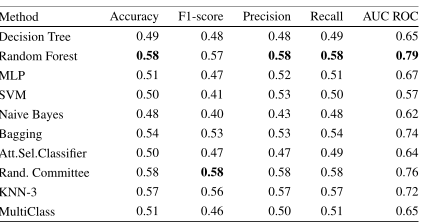 Method Accuracy F1-score Precision Recall AUC ROC
Decision Tree 0.49 0.48 0.48 0.49 0.65
Random Forest 0.58 0.57 0.58 0.58 0.79
MLP 0.51 0.47 0.52 0.51 0.67
SVM 0.50 0.41 0.53 0.50 0.57
Naive Bayes 0.48 0.40 0.43 0.48 0.62
Bagging 0.54 0.53 0.53 0.54 0.74
Att.Sel.Classifier 0.50 0.47 0.47 0.49 0.64
Rand. Committee 0.58 0.58 0.58 0.58 0.76
KNN-3 0.57 0.56 0.57 0.57 0.72
MultiClass 0.51 0.46 0.50 0.51 0.65